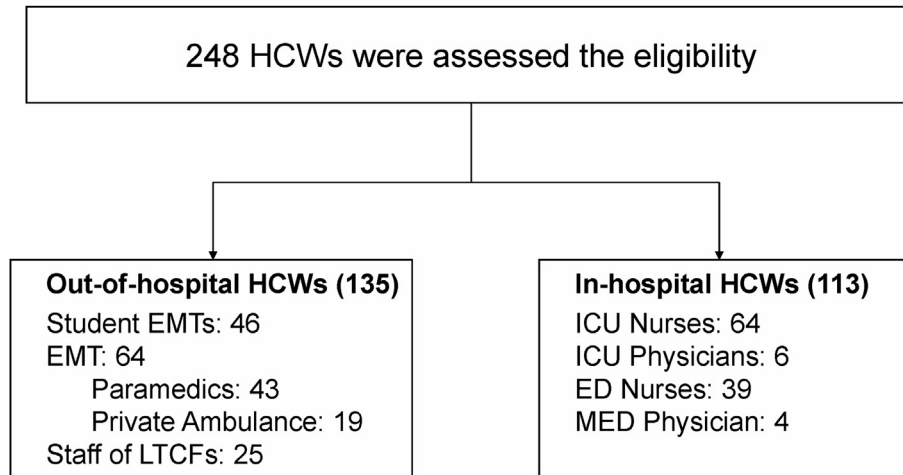 248 HCWs were assessed the eligibility
Out-of-hospital HCWs (135)
Student EMTs: 46
EMT: 64
Paramedics: 43
Private Ambulance: 19
Staff of LTCFs: 25
In-hospital HCWs (113)
ICU Nurses: 64
ICU Physicians: 6
ED Nurses: 39
MED Physician: 4